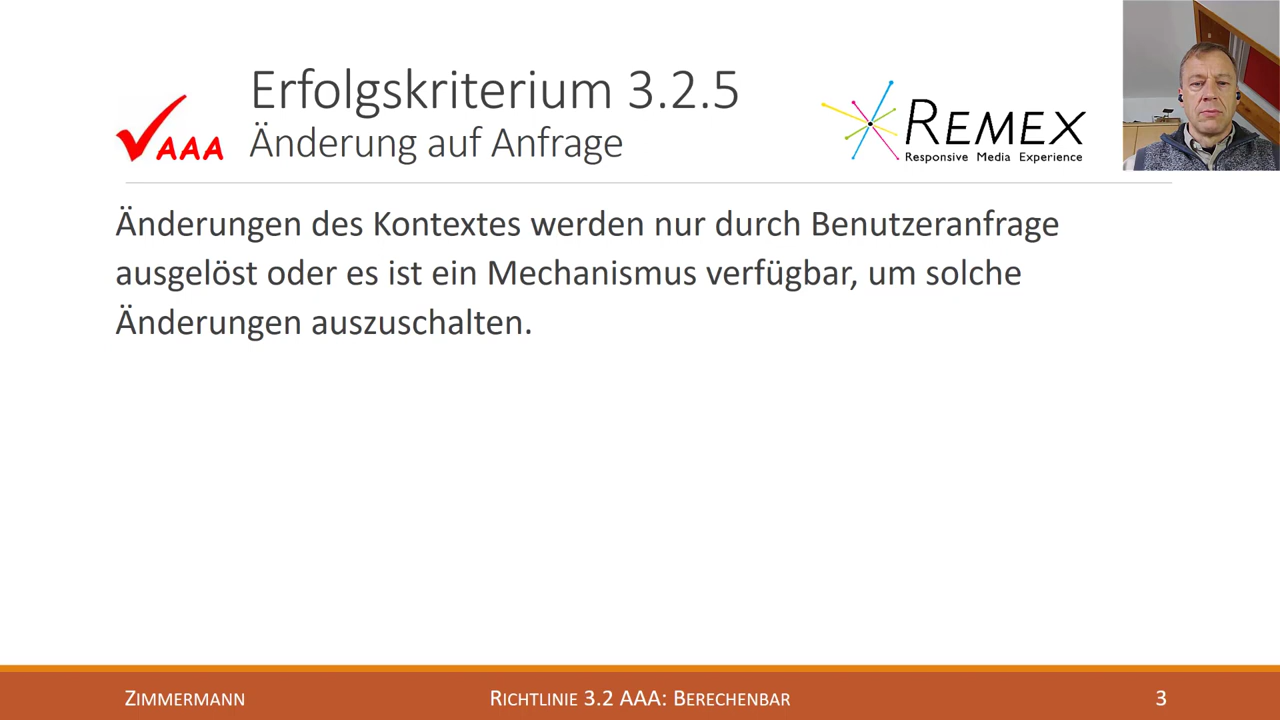 Erfolgskriterium 3.2.5
Änderung auf Anfrage
AAA
REMEX
Responsive Media Experience
Änderungen des Kontextes werden nur durch Benutzeranfrage
ausgelöst oder es ist ein Mechanismus verfügbar, um solche
Änderungen auszuschalten.
ZIMMERMANN
RICHTLINIE 3.2 AAA: BERECHENBAR
3